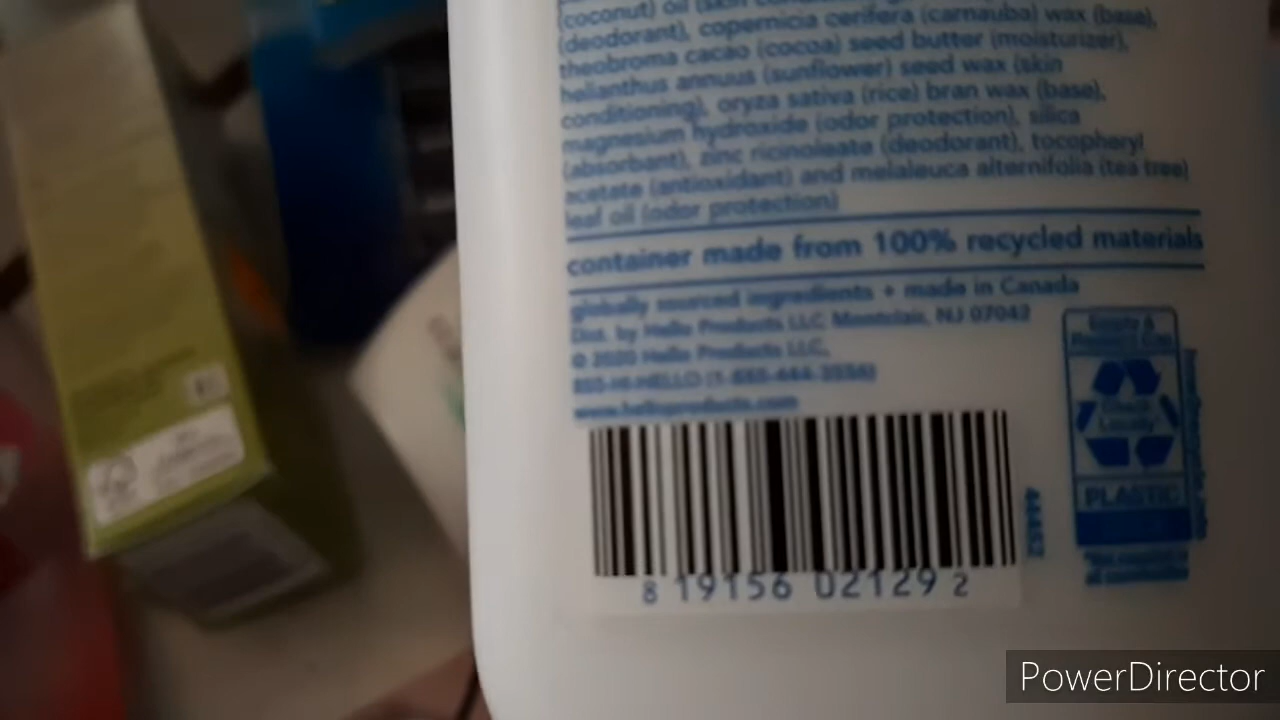 (coconut) oil (skin
(deodorant), copernicia cerifera (carnauba) wax (base),
theobroma cacao (cocoa) seed butter (moisturizer),
helianthus annuus (sunflower) seed wax (skin
conditioning), oryza sativa (rice) bran wax (base),
magnesium hydroxide (odor protection), silica
(absorbant), zinc ricinoleate (deodorant), tocopheryl
acetate (antioxidant) and melaleuca alternifolia (tea tree)
leaf oil (odor protection)
container made from 100% recycled materials
globally sourced ingredients + made in Canada
Dist. by Hello Products LLC, Montclair, NJ 07042
© 2020 Hello Products LLC,
www.helloproducts.com
8 19156 02129 2
Check
Locally
PLASTIC
PowerDirector